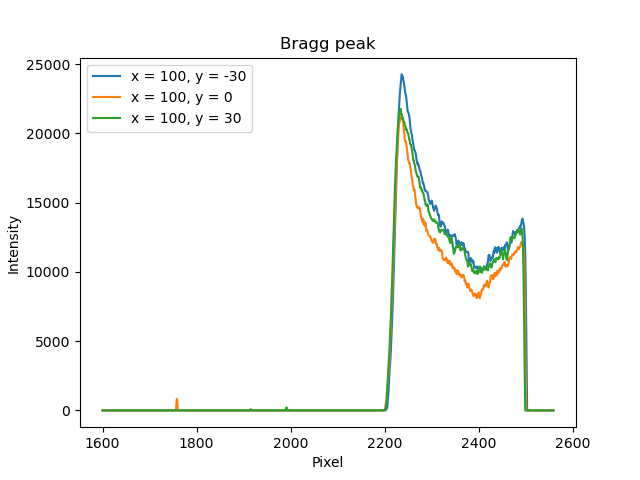 Bragg peak
x = 100, y = -30
x = 100, y = 0
x = 100, y = 30
Intensity
25000
20000
15000
10000
5000
0
1600 1800 2000 2200 2400 2600
Pixel